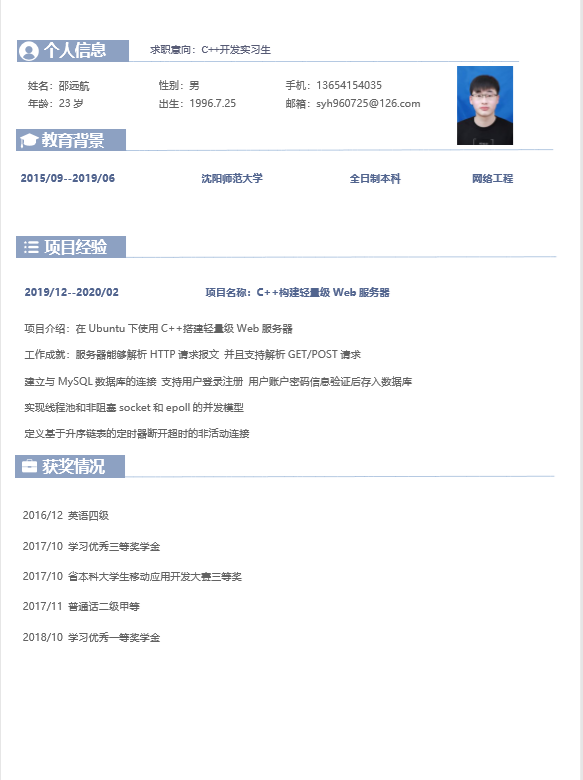 个人信息 求职意向：C++开发实习生
姓名：邵远航 性别：男 手机：13654154035
年龄：23 岁 出生：1996.7.25 邮箱：syh960725@126.com
教育背景
2015/09--2019/06 沈阳师范大学 全日制本科 网络工程
项目经验
2019/12--2020/02 项目名称：C++构建轻量级 Web 服务器
项目介绍：在 Ubuntu 下使用 C++搭建轻量级 Web 服务器
工作成就：服务器能够解析 HTTP 请求报文 并且支持解析 GET/POST 请求
建立与 MySQL 数据库的连接 支持用户登录注册 用户账户密码信息验证后存入数据库
实现线程池和非阻塞 socket 和 epoll 的并发模型
定义基于升序链表的定时器断开超时的非活动连接
获奖情况
2016/12 英语四级
2017/10 学习优秀三等奖学金
2017/10 省本科大学生移动应用开发大赛三等奖
2017/11 普通话二级甲等
2018/10 学习优秀一等奖学金